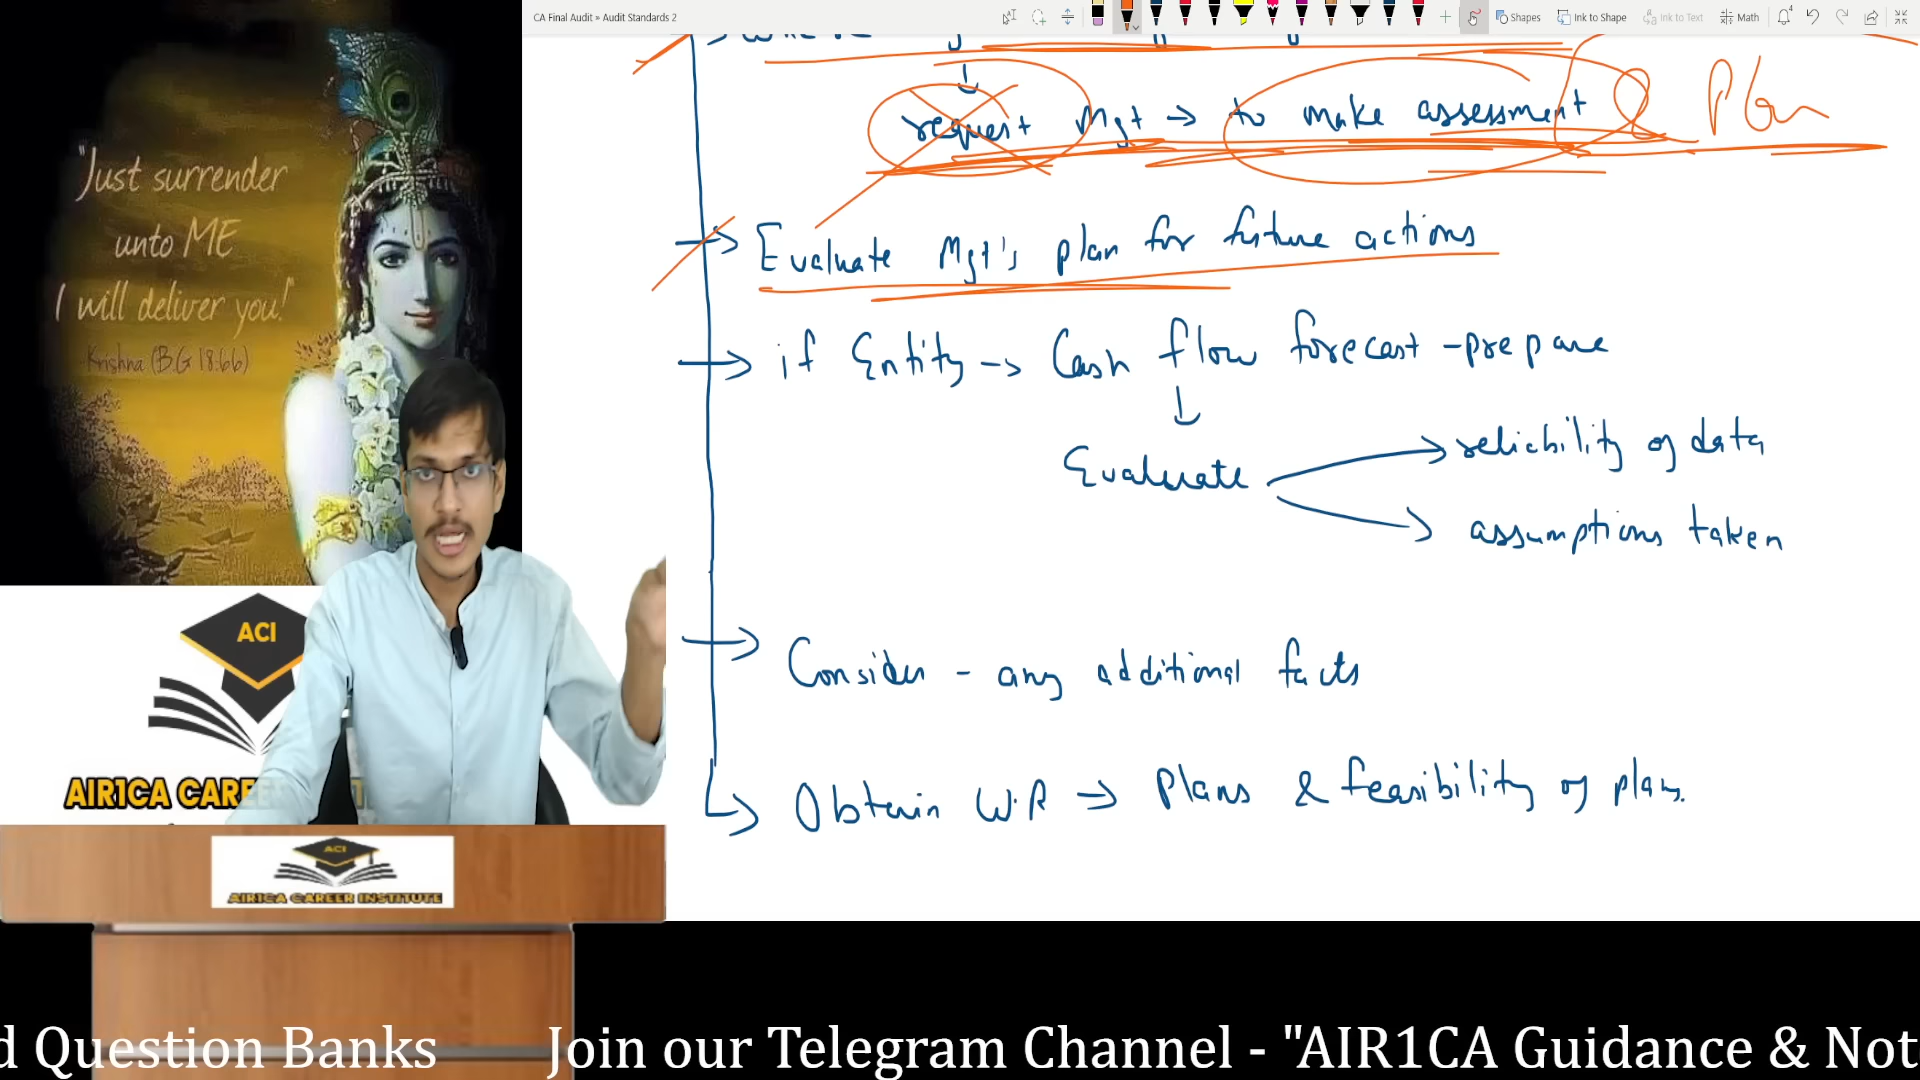 CA Final Audit » Audit Standards 2
Shapes
Ink to Shape
Ink to Text
Math
request Mgt → to make assessment & Plan
→ Evaluate Mgt's plan for future actions
→ if Entity → Cash flow forecast - prepare
Evaluate → reliability of data
→ assumptions taken
→ Consider - any additional facts
→ Obtain W.R → Plans & feasibility of plans.
"Just surrender
unto ME
I will deliver you!"
- Krishna (B.G 18.66)
ACI
AIR1CA CARE
ACI
AIR1CA CAREER INSTITUTE
d Question Banks Join our Telegram Channel - "AIR1CA Guidance & Not